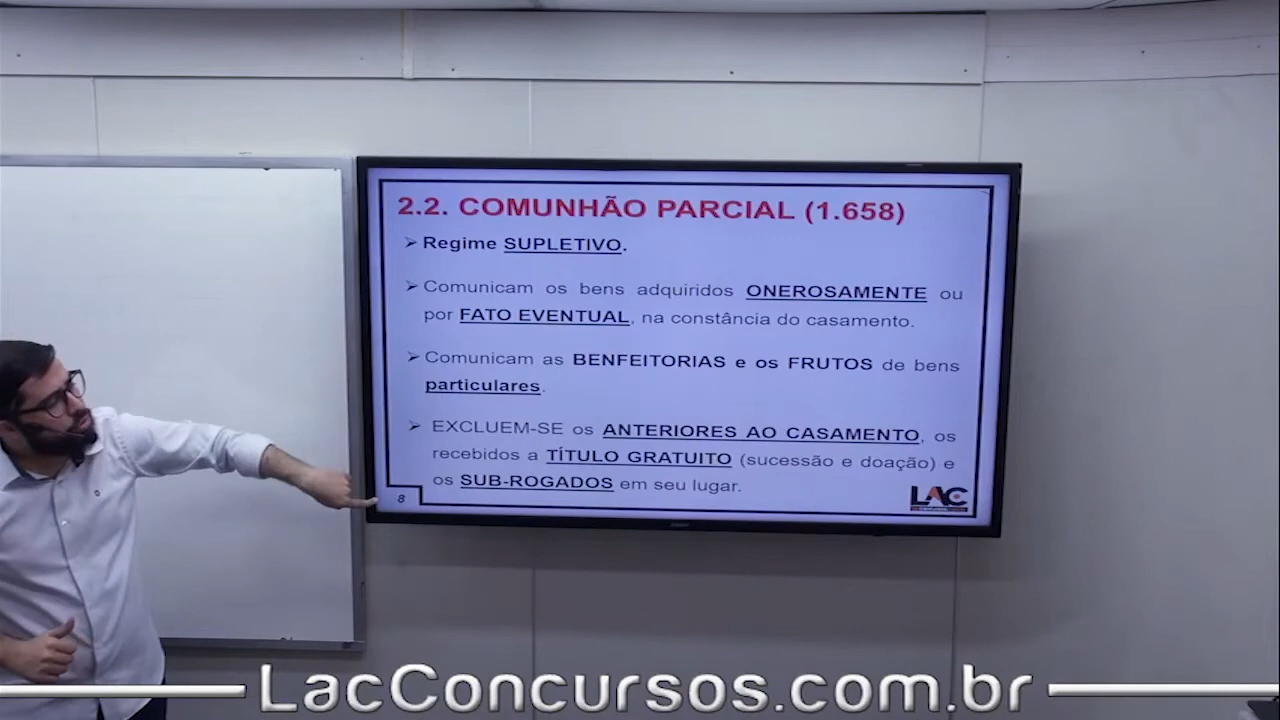 2.2. COMUNHÃO PARCIAL (1.658)
➢ Regime SUPLETIVO.
➢ Comunicam os bens adquiridos ONEROSAMENTE ou
por FATO EVENTUAL, na constância do casamento.
➢ Comunicam as BENFEITORIAS e os FRUTOS de bens
particulares.
➢ EXCLUEM-SE os ANTERIORES AO CASAMENTO, os
recebidos a TÍTULO GRATUITO (sucessão e doação) e
os SUB-ROGADOS em seu lugar.
8
LAC
LacConcursos.com.br